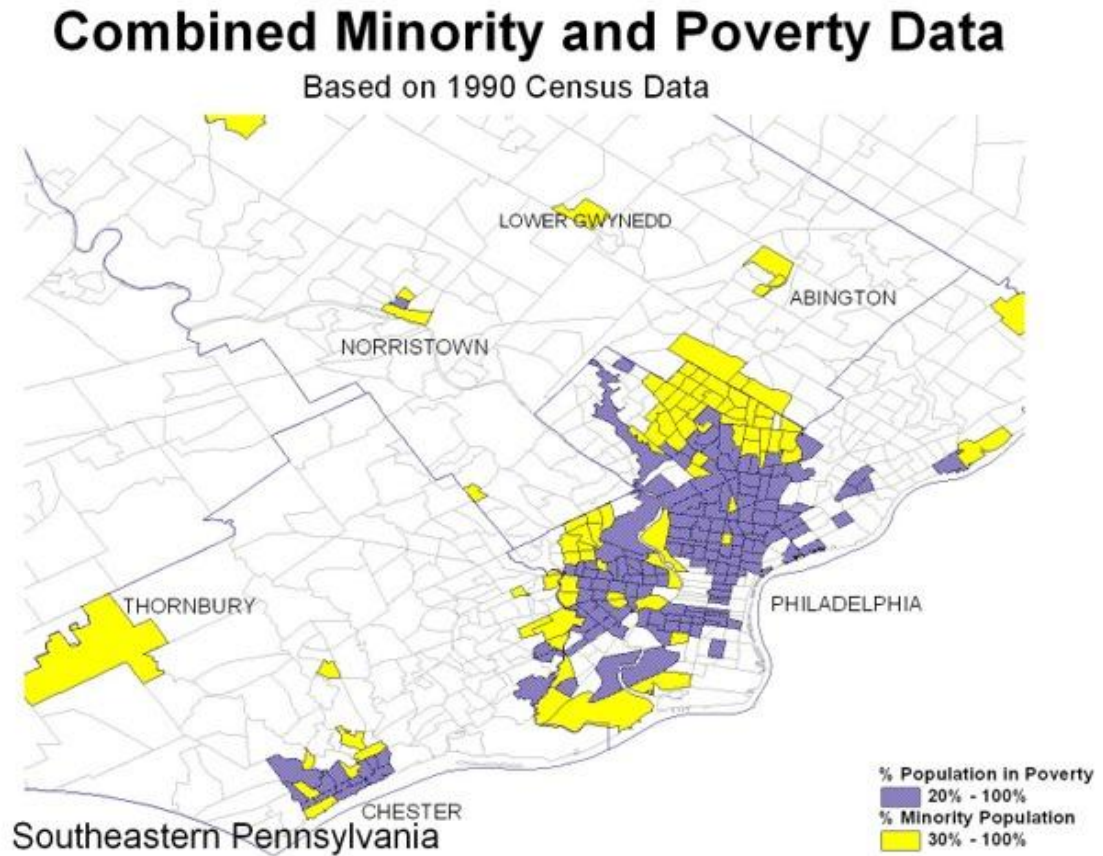 Combined Minority and Poverty Data
Based on 1990 Census Data
LOWER GWYNEDD
ABINGTON
NORRISTOWN
THORNBURY
PHILADELPHIA
CHESTER
Southeastern Pennsylvania
% Population in Poverty
20% - 100%
% Minority Population
30% - 100%